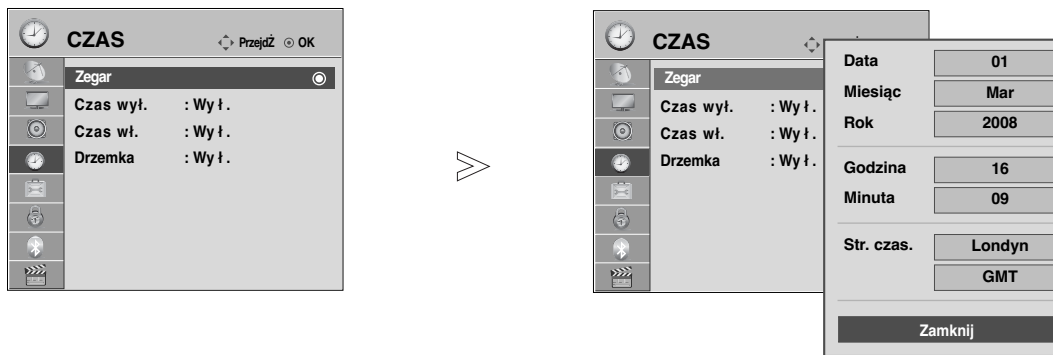 CZAS
PrzejdŹ OK
Zegar
Czas wył. : Wył.
Czas wł. : Wył.
Drzemka : Wył.
CZAS
Zegar
Czas wył. : Wył.
Czas wł. : Wył.
Drzemka : Wył.
Data 01
Miesiąc Mar
Rok 2008
Godzina 16
Minuta 09
Str. czas. Londyn
GMT
Zamknij